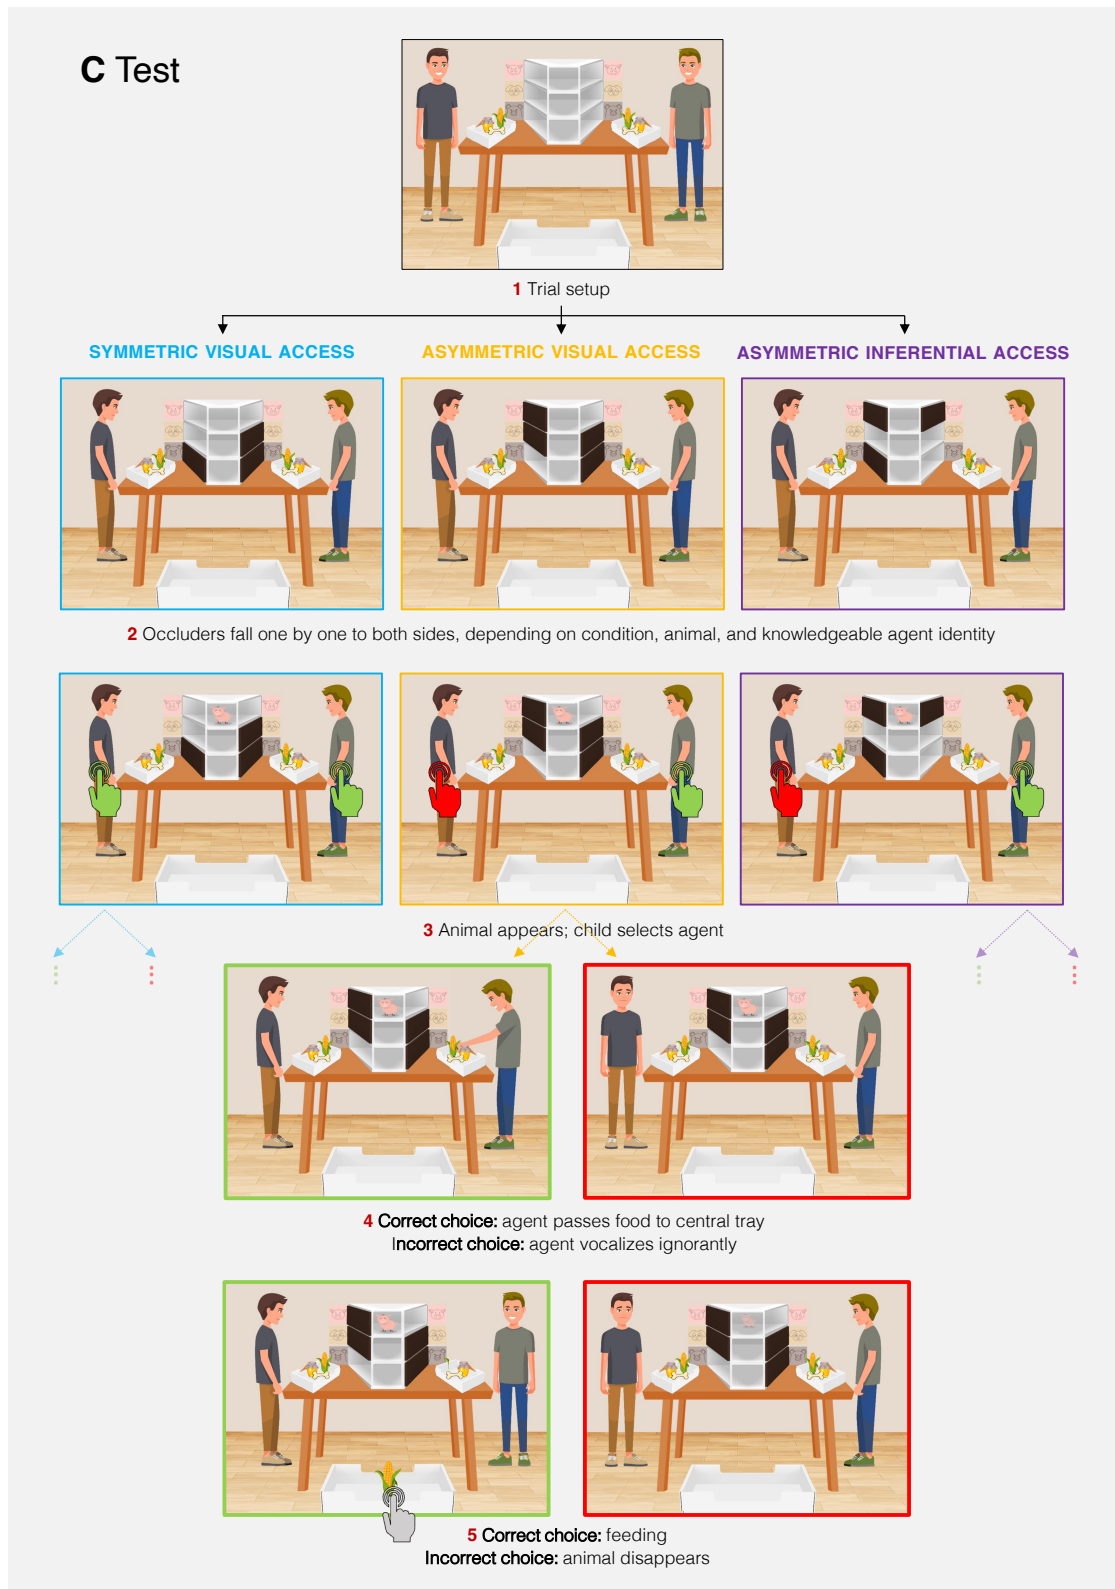 C Test
1 Trial setup
SYMMETRIC VISUAL ACCESS
ASYMMETRIC VISUAL ACCESS
ASYMMETRIC INFERENTIAL ACCESS
2 Occluders fall one by one to both sides, depending on condition, animal, and knowledgeable agent identity
3 Animal appears; child selects agent
4 Correct choice: agent passes food to central tray
Incorrect choice: agent vocalizes ignorantly
5 Correct choice: feeding
Incorrect choice: animal disappears